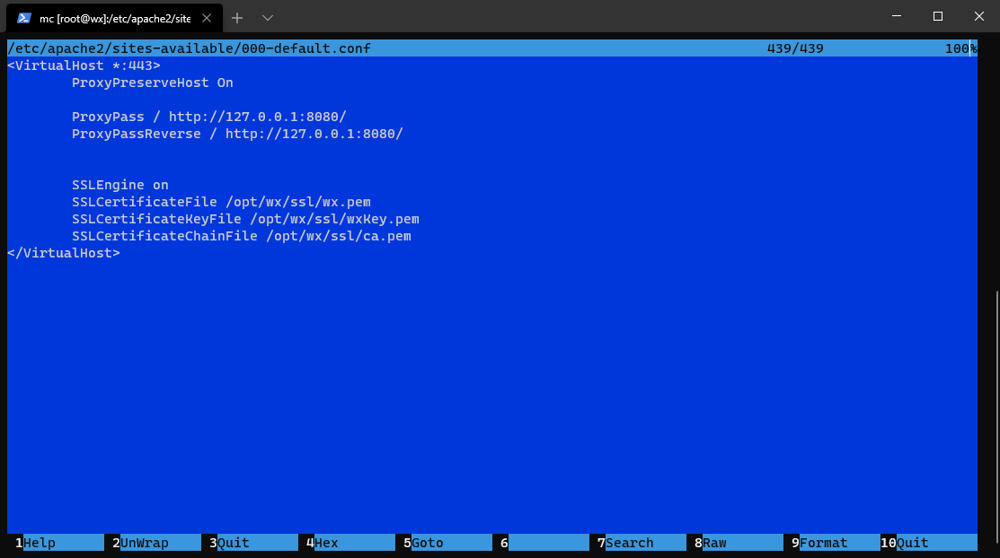 mc [root@wx]:/etc/apache2/site
/etc/apache2/sites-available/000-default.conf 439/439 100%
<VirtualHost *:443>
        ProxyPreserveHost On

        ProxyPass / http://127.0.0.1:8080/
        ProxyPassReverse / http://127.0.0.1:8080/


        SSLEngine on
        SSLCertificateFile /opt/wx/ssl/wx.pem
        SSLCertificateKeyFile /opt/wx/ssl/wxKey.pem
        SSLCertificateChainFile /opt/wx/ssl/ca.pem
</VirtualHost>
1Help 2UnWrap 3Quit 4Hex 5Goto 6 7Search 8Raw 9Format 10Quit